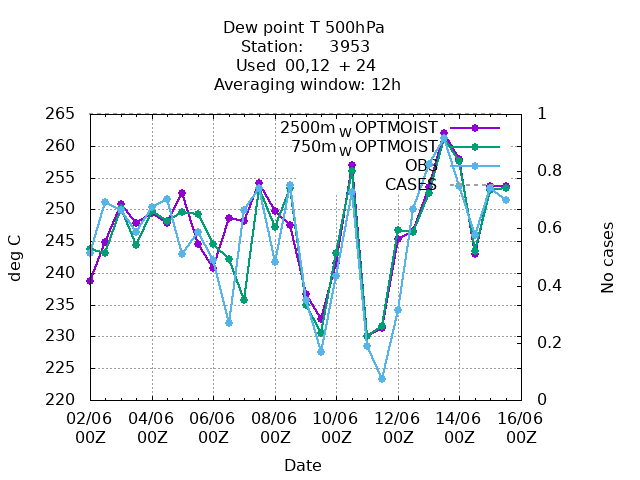 Dew point T 500hPa
Station: 3953
Used 00,12 + 24
Averaging window: 12h
265
260
255
250
245
240
235
230
225
220
deg C
1
0.8
0.6
0.4
0.2
0
No cases
2500m_W OPTMOIST
750m_W OPTMOIST
OBS
CASES
02/06 04/06 06/06 08/06 10/06 12/06 14/06 16/06
00Z 00Z 00Z 00Z 00Z 00Z 00Z 00Z
Date